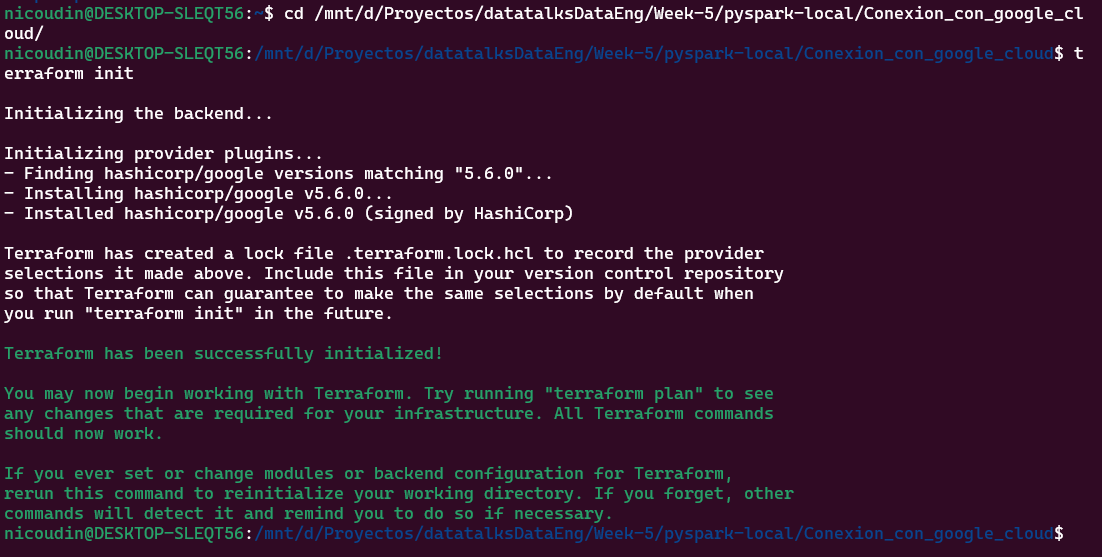 nicoudin@DESKTOP-SLEQT56:~$ cd /mnt/d/Proyectos/datatalksDataEng/Week-5/pyspark-local/Conexion_con_google_cl
oud/
nicoudin@DESKTOP-SLEQT56:/mnt/d/Proyectos/datatalksDataEng/Week-5/pyspark-local/Conexion_con_google_cloud$ t
erraform init
Initializing the backend...
Initializing provider plugins...
- Finding hashicorp/google versions matching "5.6.0"...
- Installing hashicorp/google v5.6.0...
- Installed hashicorp/google v5.6.0 (signed by HashiCorp)
Terraform has created a lock file .terraform.lock.hcl to record the provider
selections it made above. Include this file in your version control repository
so that Terraform can guarantee to make the same selections by default when
you run "terraform init" in the future.
Terraform has been successfully initialized!
You may now begin working with Terraform. Try running "terraform plan" to see
any changes that are required for your infrastructure. All Terraform commands
should now work.
If you ever set or change modules or backend configuration for Terraform,
rerun this command to reinitialize your working directory. If you forget, other
commands will detect it and remind you to do so if necessary.
nicoudin@DESKTOP-SLEQT56:/mnt/d/Proyectos/datatalksDataEng/Week-5/pyspark-local/Conexion_con_google_cloud$